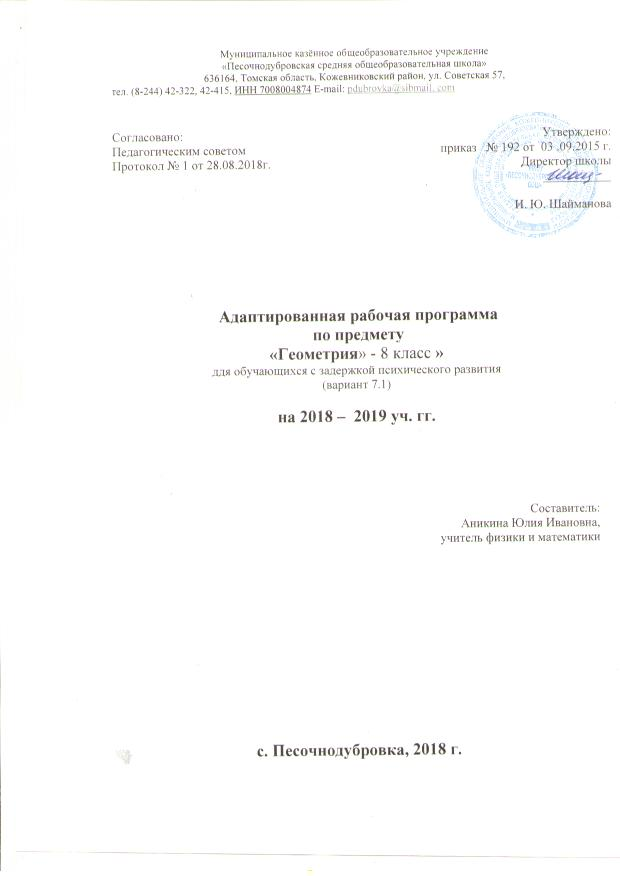 Муниципальное казённое общеобразовательное учреждение
«Песочнодубровская средняя общеобразовательная школа»
636164, Томская область, Кожевниковский район, ул. Советская 57,
тел. (8-244) 42-322, 42-415, ИНН 7008004874 E-mail: pdubrovka@sibmail. com
Согласовано:
Педагогическим советом
Протокол № 1 от 28.08.2018г.
Утверждено:
приказ № 192 от 03 .09.2015 г.
Директор школы
И. Ю. Шайманова
Адаптированная рабочая программа
по предмету
«Геометрия» - 8 класс »
для обучающихся с задержкой психического развития
(вариант 7.1)
на 2018 – 2019 уч. гг.
Составитель:
Аникина Юлия Ивановна,
учитель физики и математики
с. Песочнодубровка, 2018 г.